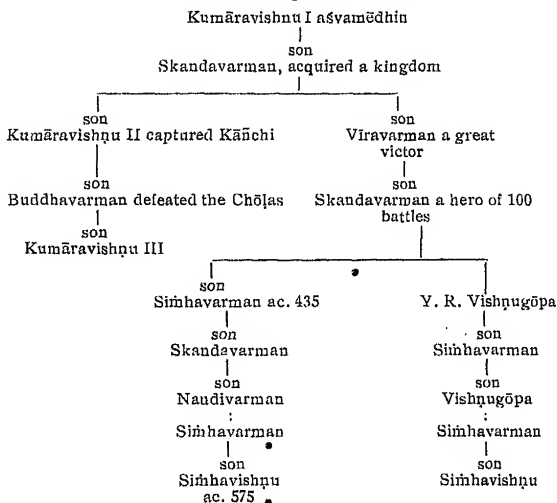 Kumāravishnu I aśvamēdhin
son
Skandavarman, acquired a kingdom
son son
Kumāravishṇu II captured Kāñchi Vīravarman a great
victor
son son
Buddhavarman defeated the Chōḷas Skandavarman a hero of 100
battles
son
Kumāravishṇu III
son
Siṁhavarman ac. 435 Y. R. Vishṇugōpa
son son
Skandavarman Siṁhavarman
son son
Naudivarman Vishṇugōpa
: :
Siṁhavarman Siṁhavarman
son son
Siṁhavishṇu Siṁhavishṇu
ac. 575